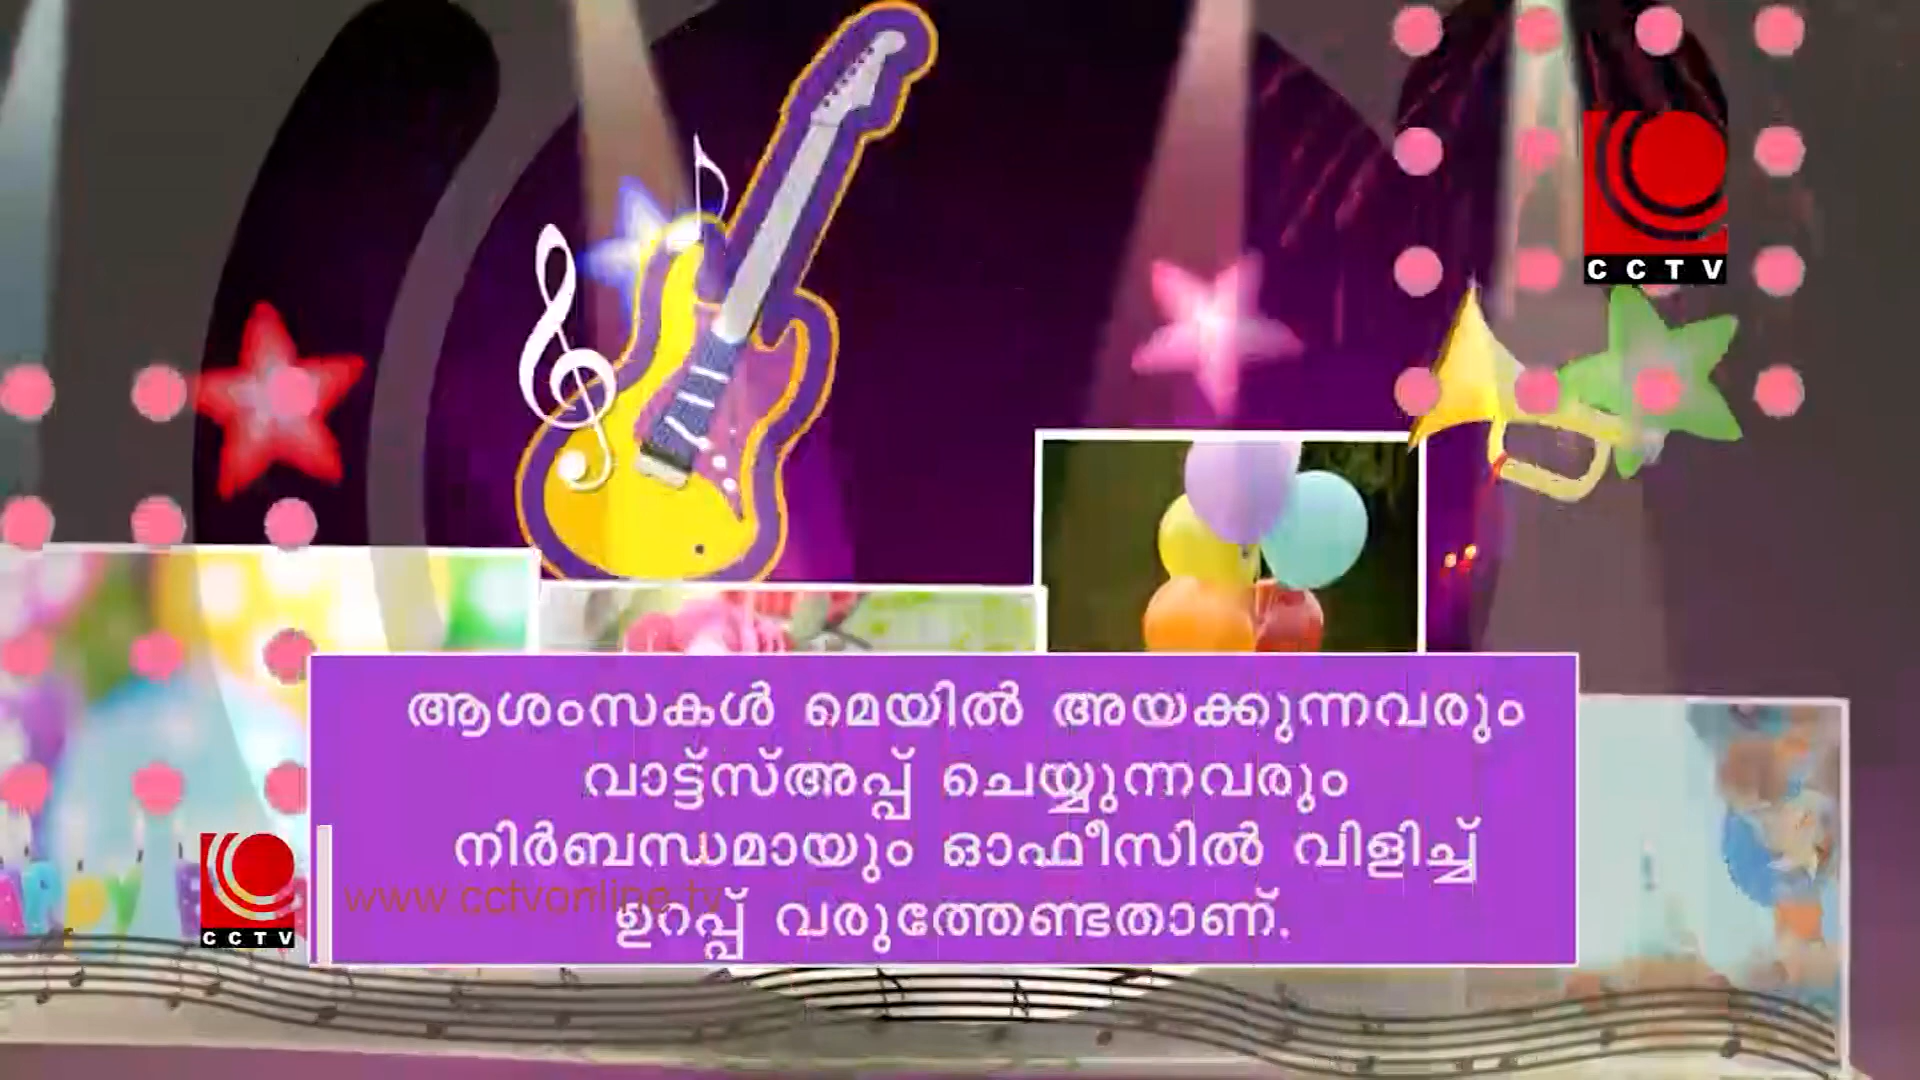 CCTV
ആശംസകൾ മെയിൽ അയക്കുന്നവരും
വാട്ട്സ്അപ്പ് ചെയ്യുന്നവരും
നിർബന്ധമായും ഓഫീസിൽ വിളിച്ച്
www.cctvonline.tv
ഉറപ്പ് വരുത്തേണ്ടതാണ്.
CCTV